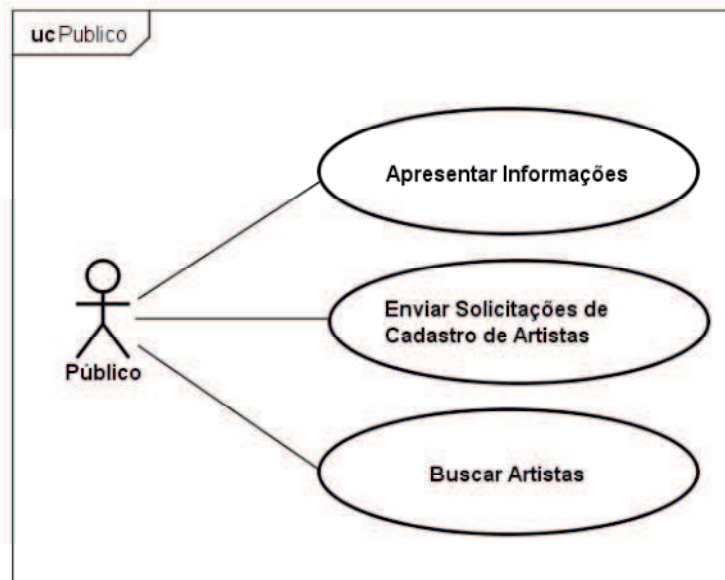 uc Publico
Apresentar Informações
Enviar Solicitações de
Cadastro de Artistas
Público
Buscar Artistas